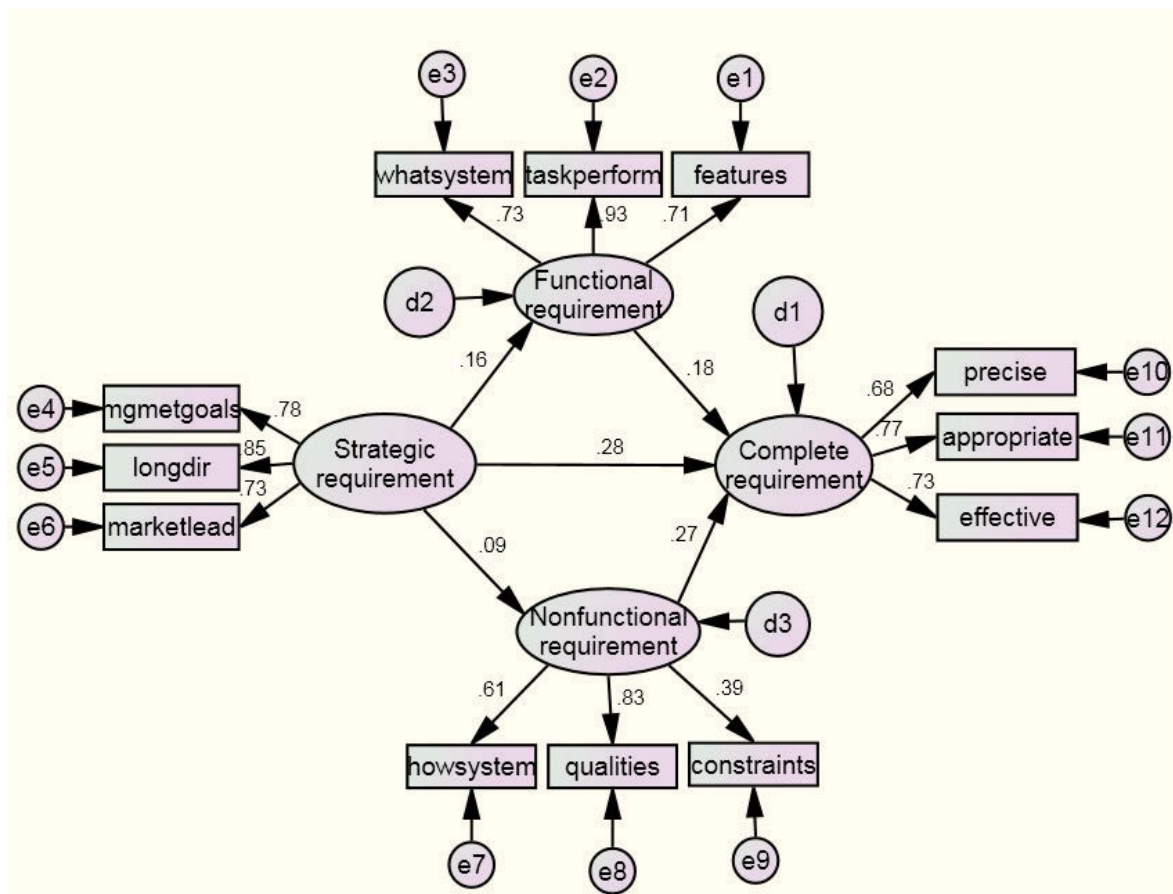 e3
e2
e1
whatsystem
taskperform
features
.73
.93
.71
d2
Functional
requirement
d1
.16
.18
e4
mgmetgoals
.78
e5
longdir
.85
e6
marketlead
.73
Strategic
requirement
.28
Complete
requirement
.68
precise
e10
.77
appropriate
e11
.73
effective
e12
.09
.27
Nonfunctional
requirement
d3
.61
.83
.39
howsystem
qualities
constraints
e7
e8
e9